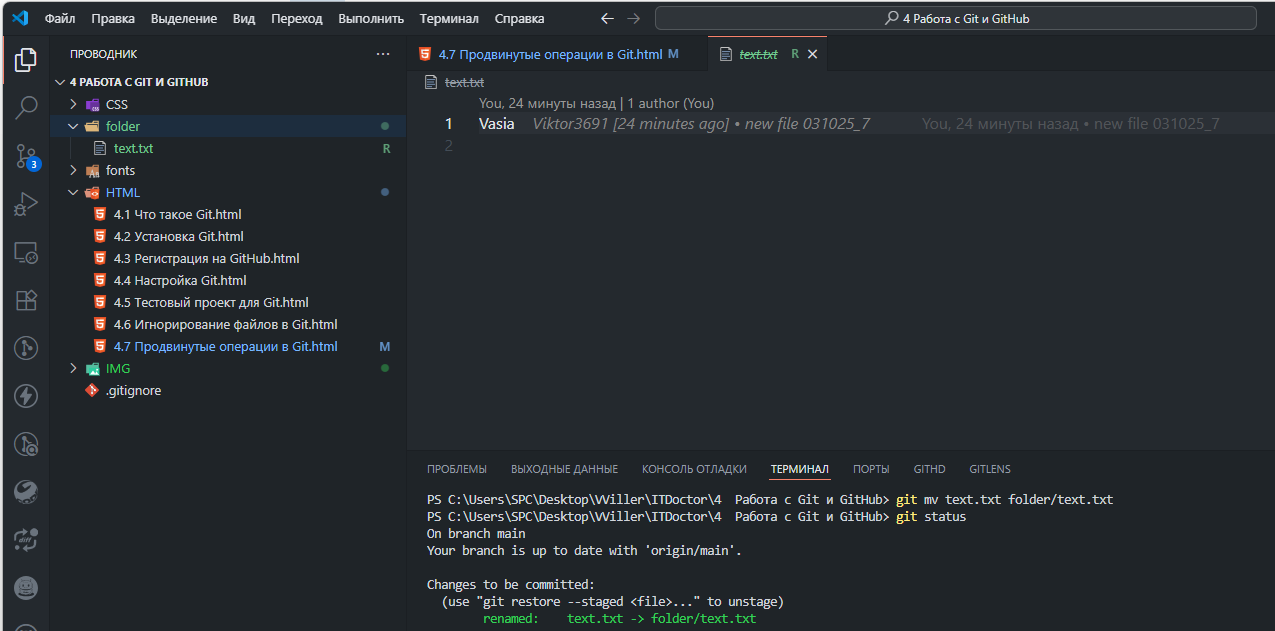 Файл Правка Выделение Вид Переход Выполнить Терминал Справка 4 Работа с Git и GitHub
ПРОВОДНИК
4 РАБОТА С GIT И GITHUB
CSS
folder
text.txt R
fonts
HTML
4.1 Что такое Git.html
4.2 Установка Git.html
4.3 Регистрация на GitHub.html
4.4 Настройка Git.html
4.5 Тестовый проект для Git.html
4.6 Игнорирование файлов в Git.html
4.7 Продвинутые операции в Git.html M
IMG
.gitignore
3
4.7 Продвинутые операции в Git.html M text.txt R
text.txt
You, 24 минуты назад | 1 author (You)
1 Vasia Viktor3691 [24 minutes ago] • new file 031025_7 You, 24 минуты назад • new file 031025_7
2
ПРОБЛЕМЫ ВЫХОДНЫЕ ДАННЫЕ КОНСОЛЬ ОТЛАДКИ ТЕРМИНАЛ ПОРТЫ GITHD GITLENS
PS C:\Users\SPC\Desktop\VViller\ITDoctor\4  Работа с Git и GitHub> git mv text.txt folder/text.txt
PS C:\Users\SPC\Desktop\VViller\ITDoctor\4  Работа с Git и GitHub> git status
On branch main
Your branch is up to date with 'origin/main'.
Changes to be committed:
(use "git restore --staged <file>..." to unstage)
renamed:    text.txt -> folder/text.txt